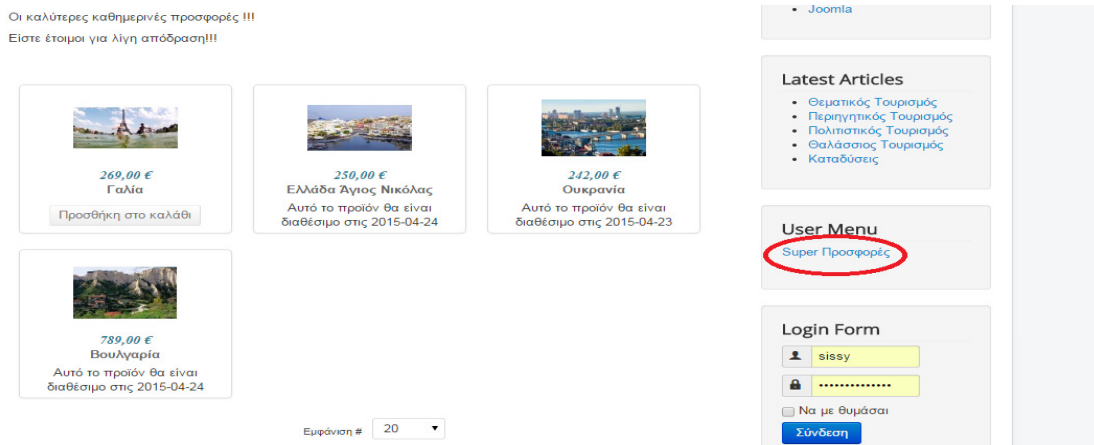 Οι καλύτερες καθημερινές προσφορές !!!
Είστε έτοιμοι για λίγη απόδραση!!!
269,00 €
Γαλία
Προσθήκη στο καλάθι
250,00 €
Ελλάδα Άγιος Νικόλας
Αυτό το προϊόν θα είναι
διαθέσιμο στις 2015-04-24
242,00 €
Ουκρανία
Αυτό το προϊόν θα είναι
διαθέσιμο στις 2015-04-23
789,00 €
Βουλγαρία
Αυτό το προϊόν θα είναι
διαθέσιμο στις 2015-04-24
Εμφάνιση # 20
Joomla
Latest Articles
Θεματικός Τουρισμός
Περιηγητικός Τουρισμός
Πολιτιστικός Τουρισμός
Θαλάσσιος Τουρισμός
Καταδύσεις
User Menu
Super Προσφορές
Login Form
sissy
••••••••••••••
Να με θυμάσαι
Σύνδεση